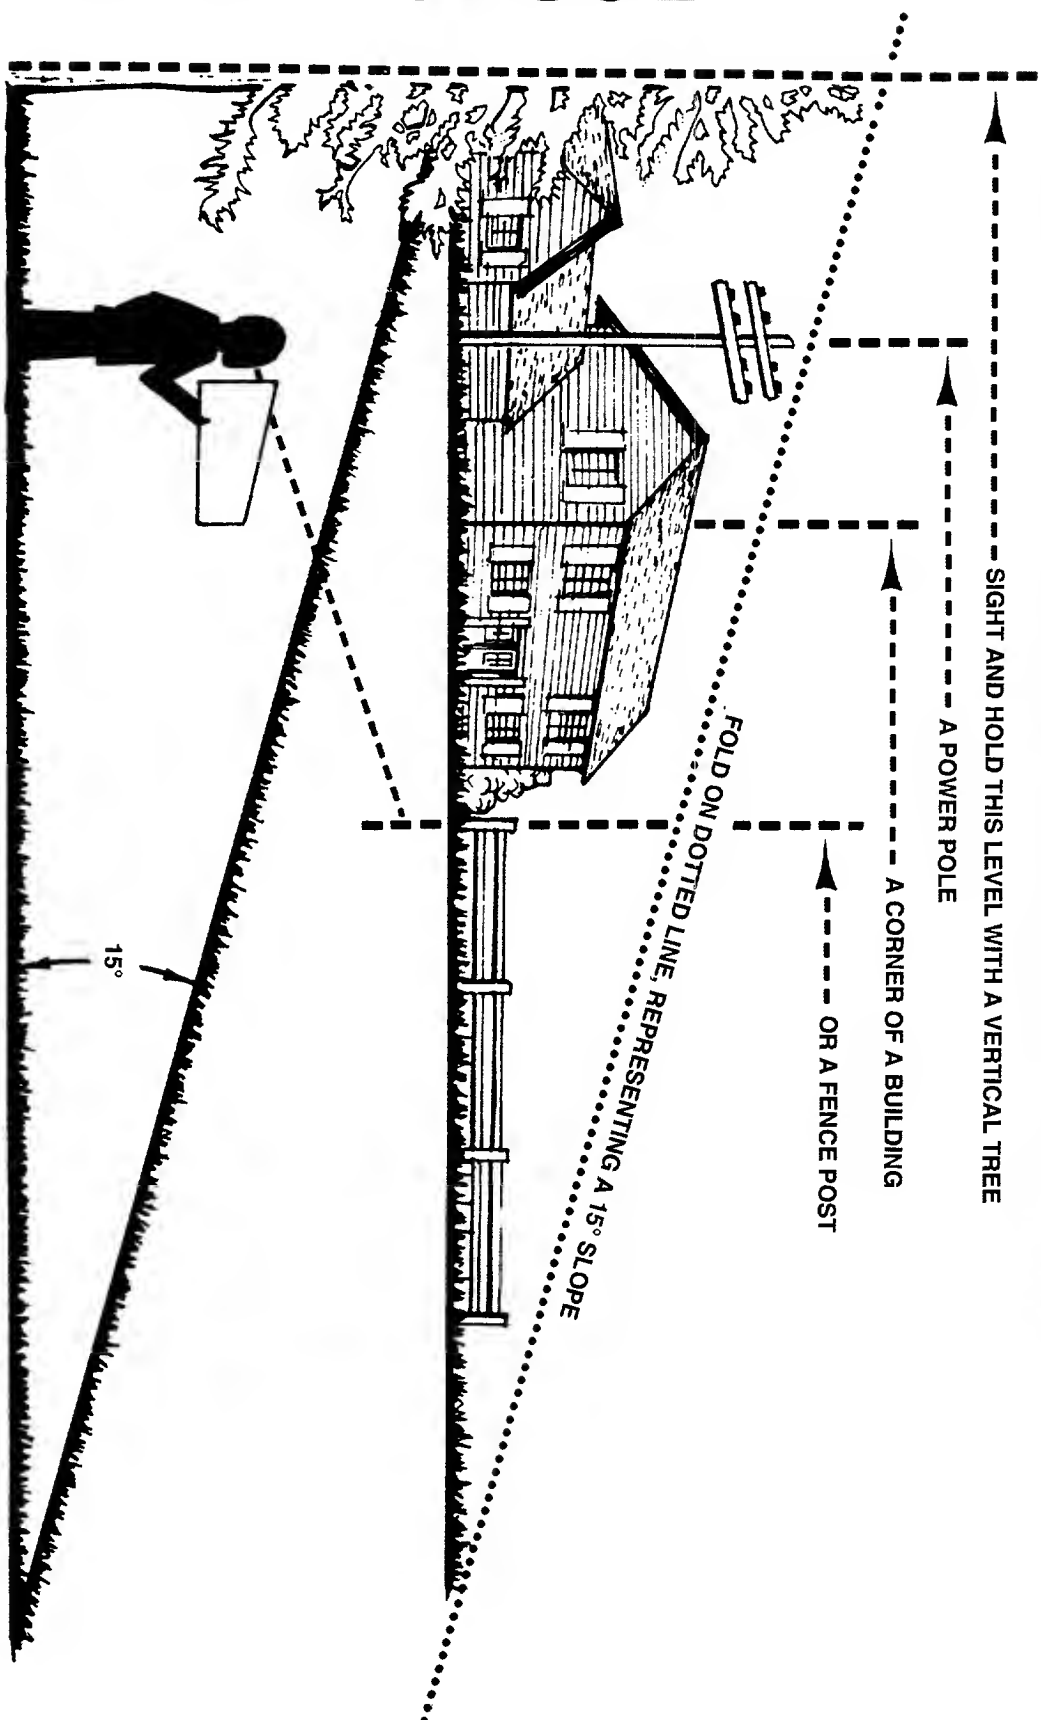 SIGHT AND HOLD THIS LEVEL WITH A VERTICAL TREE
A POWER POLE
A CORNER OF A BUILDING
OR A FENCE POST
FOLD ON DOTTED LINE, REPRESENTING A 15° SLOPE
15°